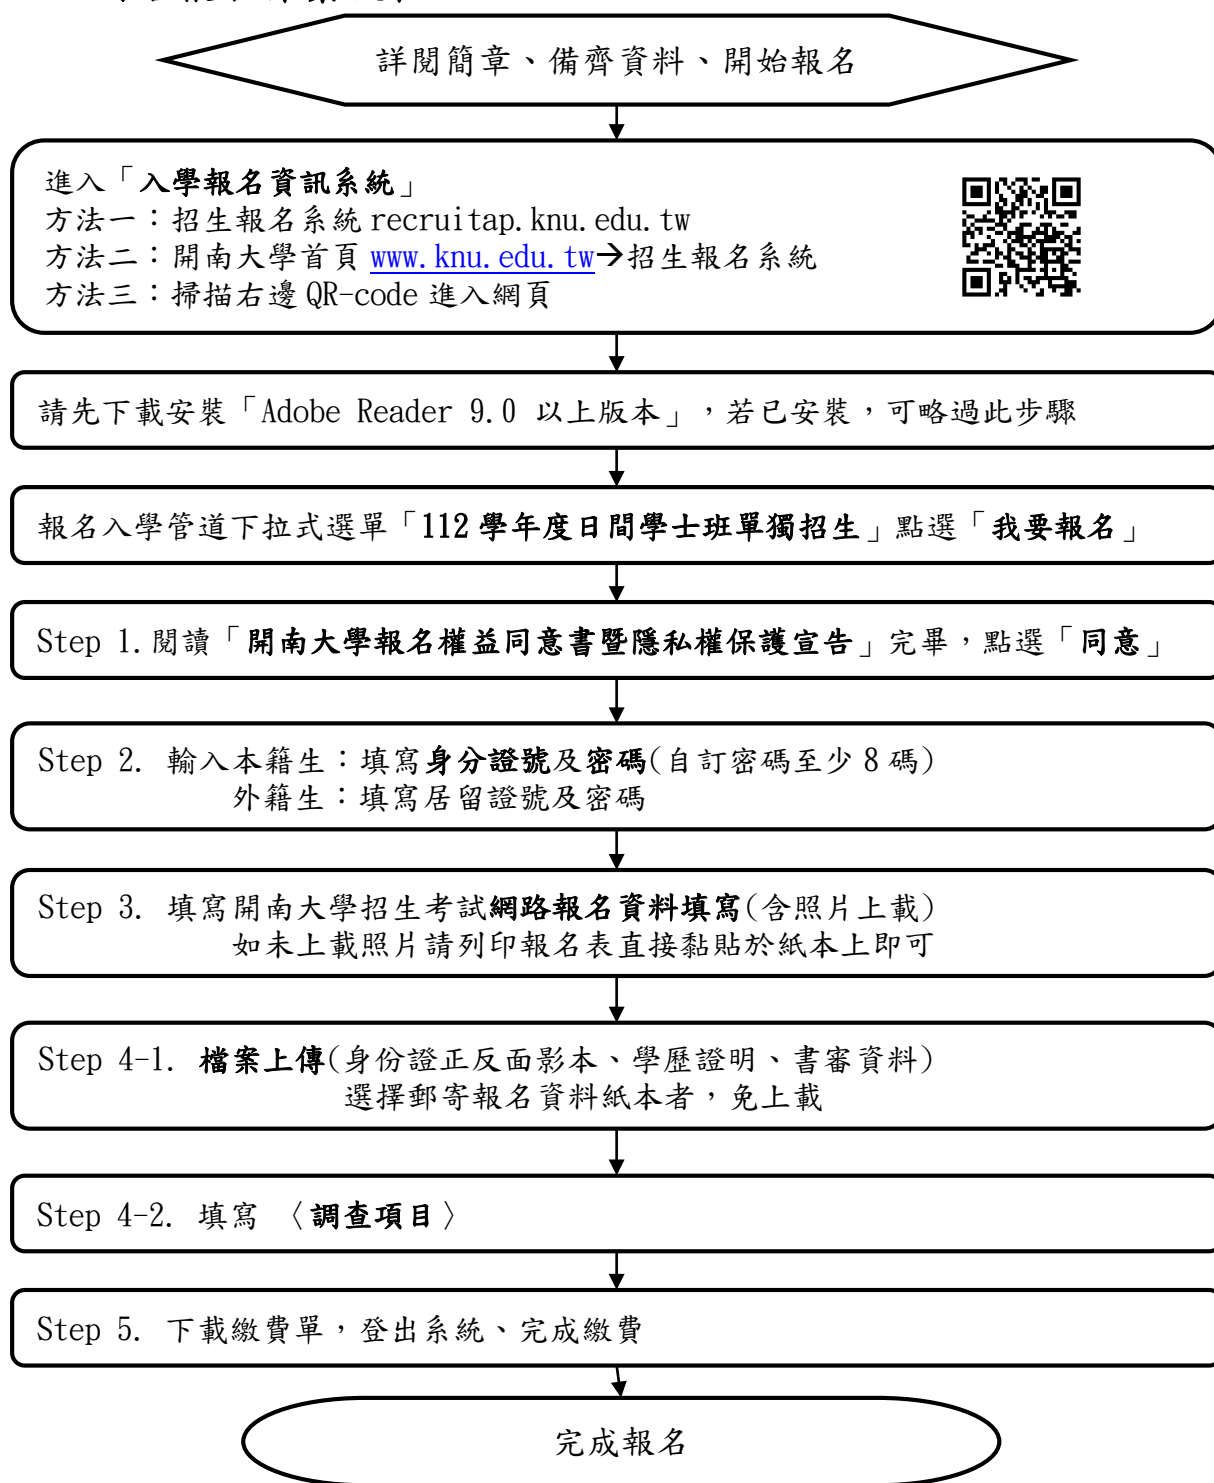 詳閱簡章、備齊資料、開始報名
進入「入學報名資訊系統」
方法一：招生報名系統 recruitap.knu.edu.tw
方法二：開南大學首頁 www.knu.edu.tw→招生報名系統
方法三：掃描右邊 QR-code 進入網頁
請先下載安裝「Adobe Reader 9.0 以上版本」，若已安裝，可略過此步驟
報名入學管道下拉式選單「112 學年度日間學士班單獨招生」點選「我要報名」
Step 1.閱讀「開南大學報名權益同意書暨隱私權保護宣告」完畢，點選「同意」
Step 2. 輸入本籍生：填寫身分證號及密碼(自訂密碼至少 8 碼)
外籍生：填寫居留證號及密碼
Step 3. 填寫開南大學招生考試網路報名資料填寫(含照片上載)
如未上載照片請列印報名表直接黏貼於紙本上即可
Step 4-1. 檔案上傳(身份證正反面影本、學歷證明、書審資料)
選擇郵寄報名資料紙本者，免上載
Step 4-2. 填寫 〈調查項目〉
Step 5. 下載繳費單，登出系統、完成繳費
完成報名